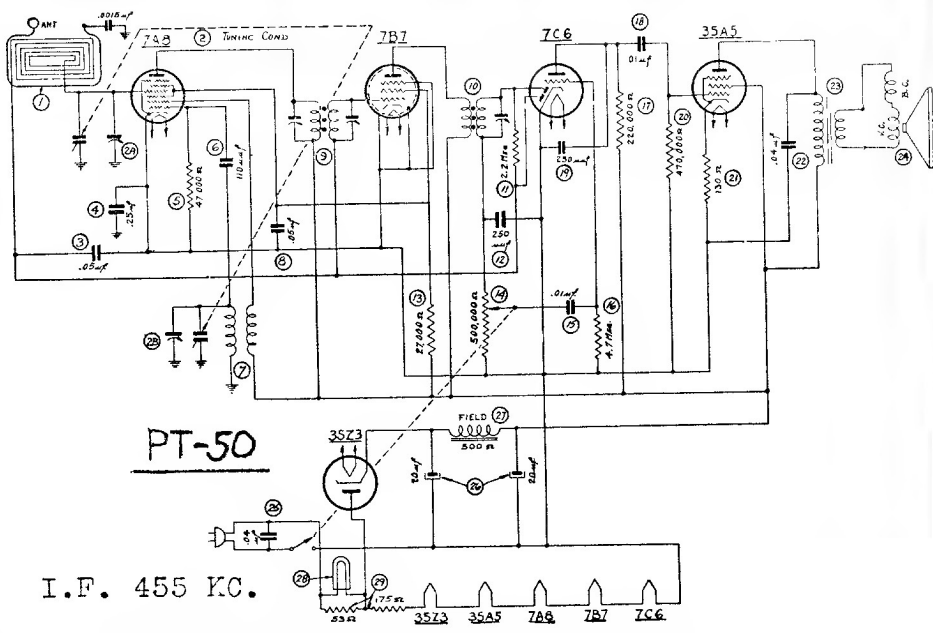 ANT
.0015 μf
7A8
2
TUNING COND
7B7
7C6
18
.01μf
35A5
1
2A
6
110 μμf
9
10
11
2.2 MEG
19
250 μμf
17
220,000 Ω
20
470,000 Ω
21
130 Ω
22
.04 μf
23
B.C.
V.C.
24
4
.25 μf
5
47,000 Ω
3
.05 μf
.05 μf
8
250 μμf
12
13
27,000 Ω
14
500,000 Ω
.01μf
15
16
4.7 MEG
2B
7
PT-50
35Z3
FIELD 27
500 Ω
20 μf
26
20 μf
25
.04 μf
28
29
53 Ω
175 Ω
I.F. 455 KC.
35Z3
35A5
7A8
7B7
7C6